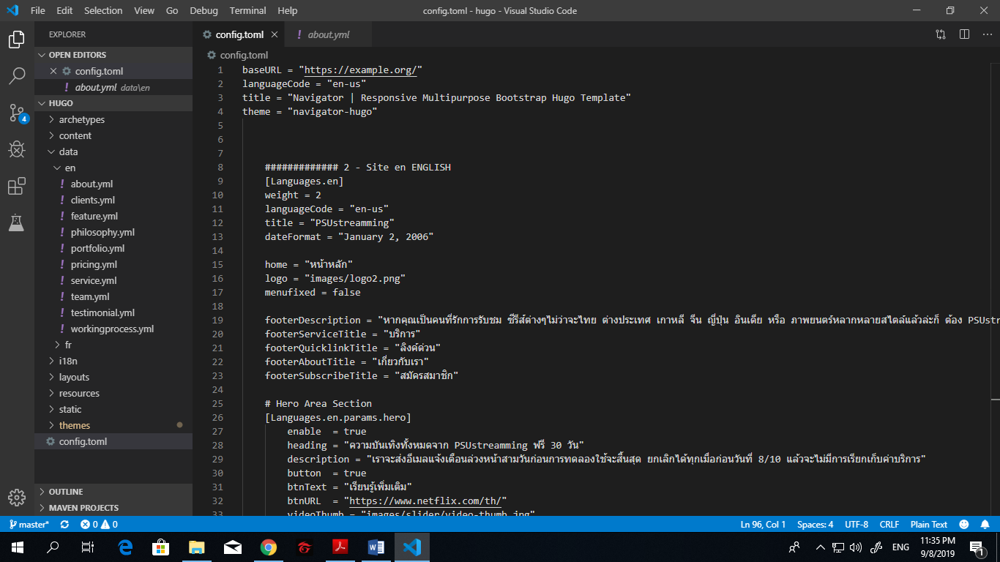 File Edit Selection View Go Debug Terminal Help
config.toml - hugo - Visual Studio Code
EXPLORER
OPEN EDITORS
config.toml
about.yml data\en
HUGO
archetypes
content
data
en
about.yml
clients.yml
feature.yml
philosophy.yml
portfolio.yml
pricing.yml
service.yml
team.yml
testimonial.yml
workingprocess.yml
fr
i18n
layouts
resources
static
themes
config.toml
OUTLINE
MAVEN PROJECTS
4
config.toml
about.yml
config.toml
1 baseURL = "https://example.org/"
2 languageCode = "en-us"
3 title = "Navigator | Responsive Multipurpose Bootstrap Hugo Template"
4 theme = "navigator-hugo"
5
6
7
8 ############# 2 - Site en ENGLISH
9 [Languages.en]
10 weight = 2
11 languageCode = "en-us"
12 title = "PSUstreamming"
13 dateFormat = "January 2, 2006"
14
15 home = "หน้าหลัก"
16 logo = "images/logo2.png"
17 menufixed = false
18
19 footerDescription = "หากคุณเป็นคนที่รักการรับชม ซีรีส์ต่างๆไม่ว่าจะไทย ต่างประเทศ เกาหลี จีน ญี่ปุ่น อินเดีย หรือ ภาพยนตร์หลากหลายสไตล์แล้วล่ะก็ ต้อง PSUstr
20 footerServiceTitle = "บริการ"
21 footerQuicklinkTitle = "ลิงค์ด่วน"
22 footerAboutTitle = "เกี่ยวกับเรา"
23 footerSubscribeTitle = "สมัครสมาชิก"
24
25 # Hero Area Section
26 [Languages.en.params.hero]
27 enable = true
28 heading = "ความบันเทิงทั้งหมดจาก PSUstreamming ฟรี 30 วัน"
29 description = "เราจะส่งอีเมลแจ้งเตือนล่วงหน้าสามวันก่อนการทดลองใช้จะสิ้นสุด ยกเลิกได้ทุกเมื่อก่อนวันที่ 8/10 แล้วจะไม่มีการเรียกเก็บค่าบริการ"
30 button = true
31 btnText = "เรียนรู้เพิ่มเติม"
32 btnURL = "https://www.netflix.com/th/"
33 videoThumb = "images/slider/video-thumb.jpg"
master* 0 0 Ln 96, Col 1 Spaces: 4 UTF-8 CRLF Plain Text
ENG
11:35 PM
9/8/2019
1